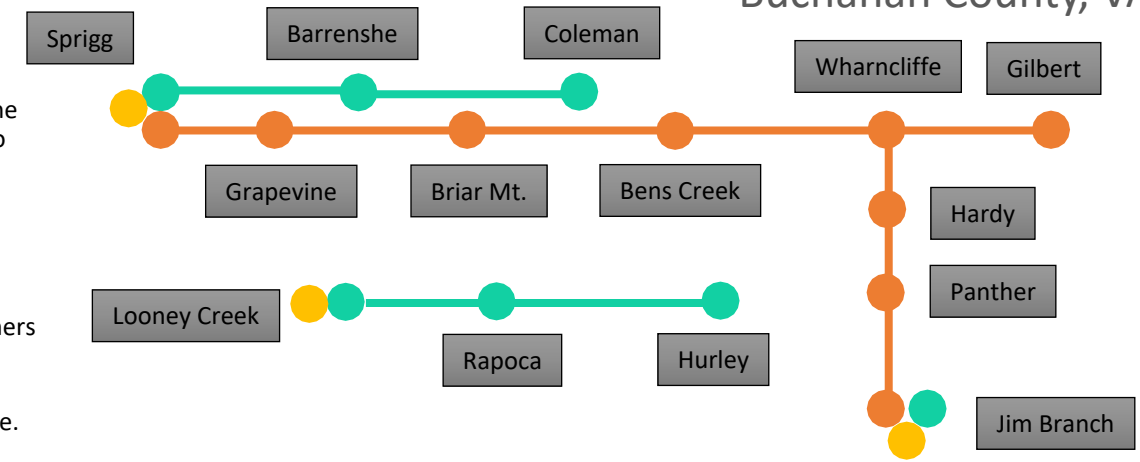 Buchanan County, VA
Sprigg
Barrenshe
Coleman
Wharncliffe
Gilbert
Grapevine
Briar Mt.
Bens Creek
Hardy
Panther
Looney Creek
Rapoca
Hurley
Jim Branch